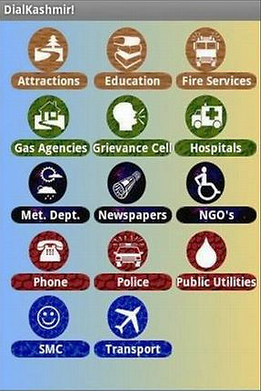 DialKashmir!
Attractions Education Fire Services
Gas Agencies Grievance Cell Hospitals
Met. Dept. Newspapers NGO's
Phone Police Public Utilities
SMC Transport